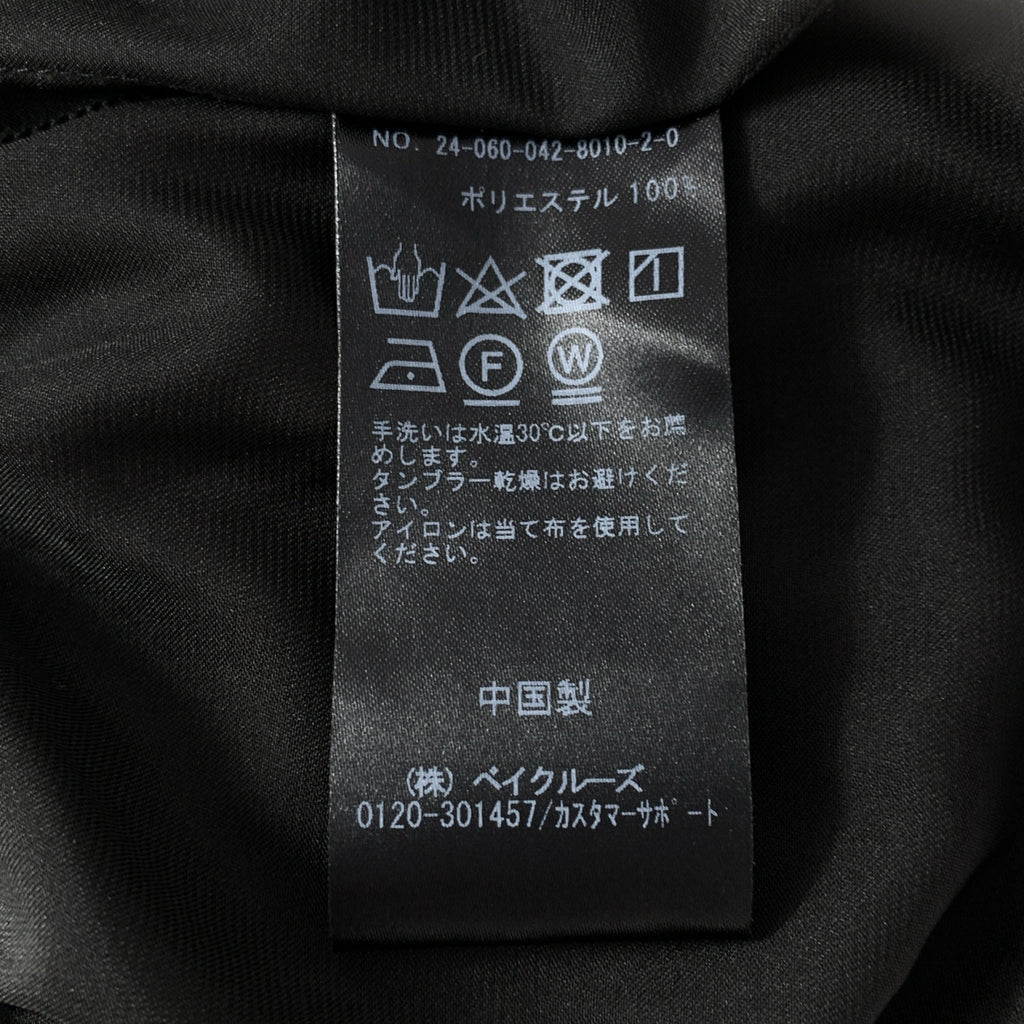 NO. 24-060-042-8010-2-0
ポリエステル 100%
F W
手洗いは水温30℃以下をお薦
めします。
タンブラー乾燥はお避けくだ
さい。
アイロンは当て布を使用して
ください。
中国製
(株) ベイクルーズ
0120-301457/カスタマーサポート